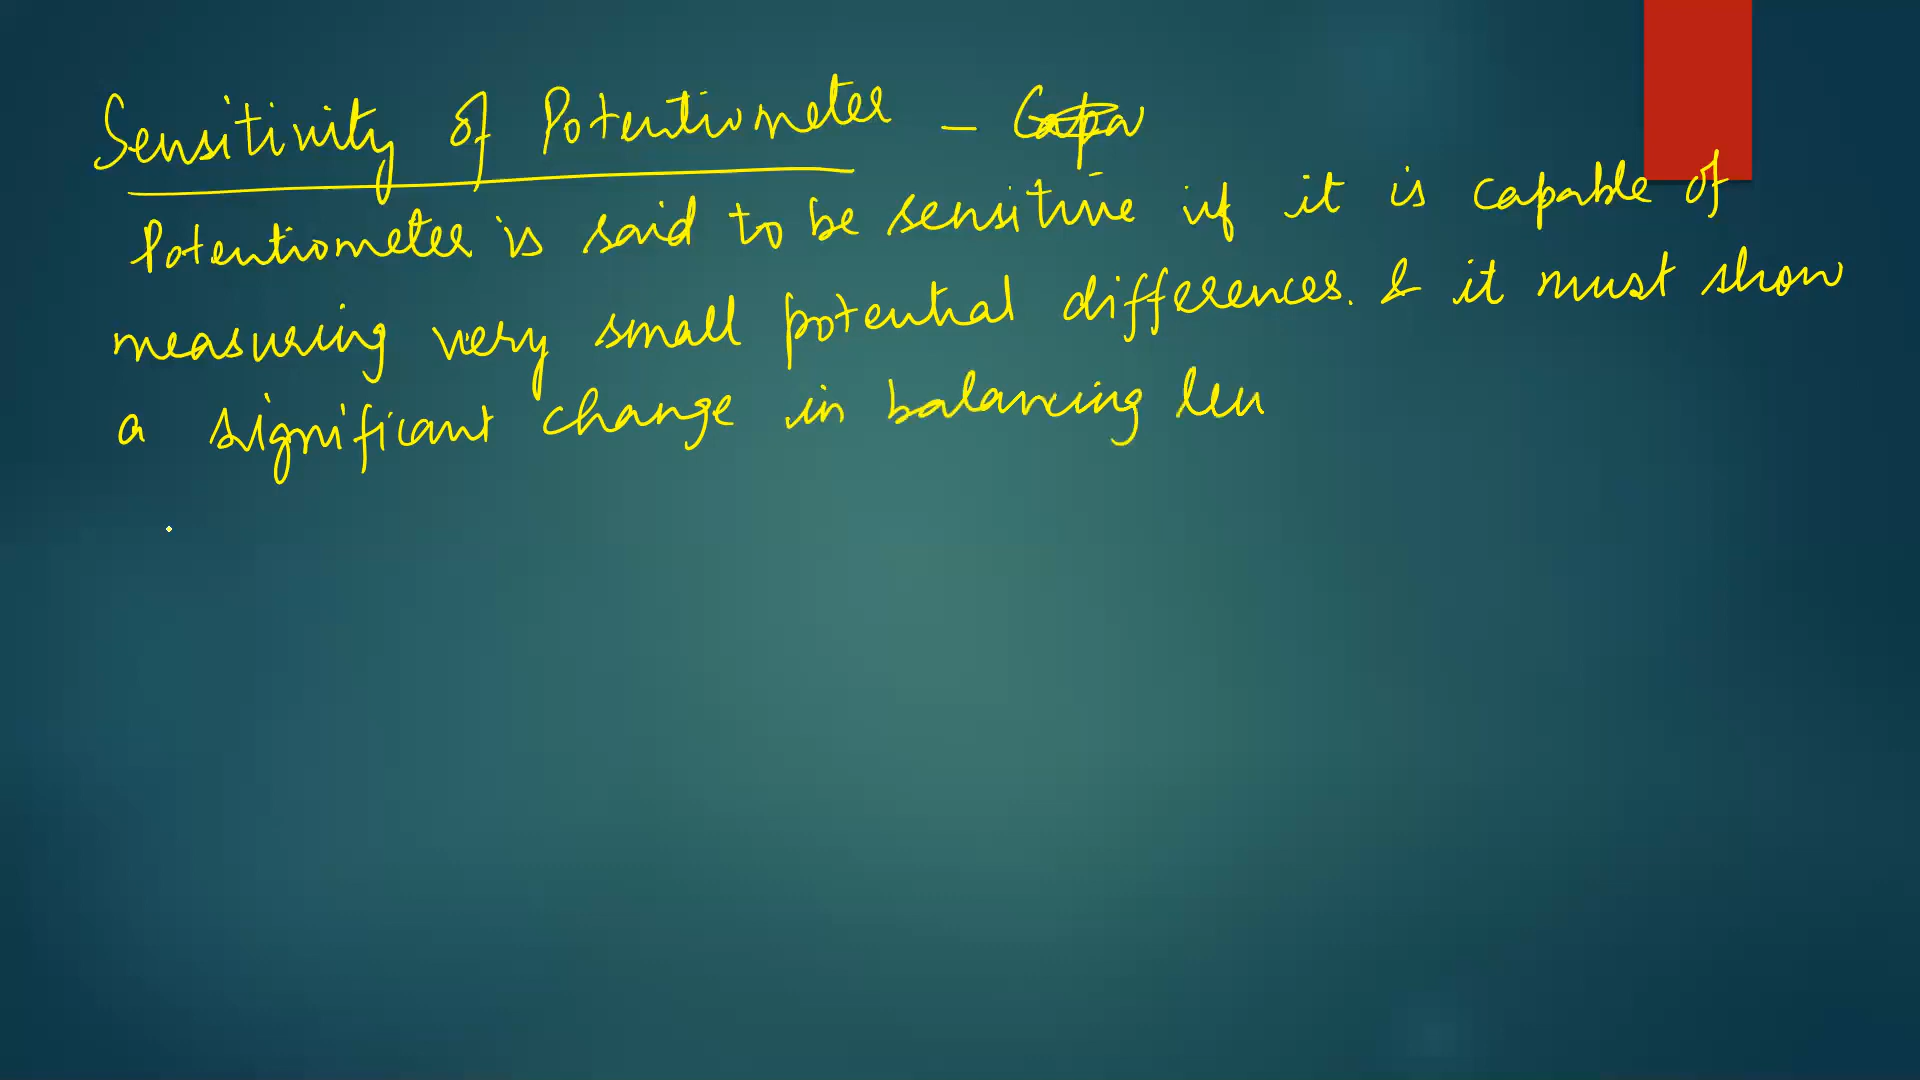 Sensitivity of Potentiometer -
Potentiometer is said to be sensitive if it is capable of
measuring very small potential differences. & it must show
a significant change in balancing len